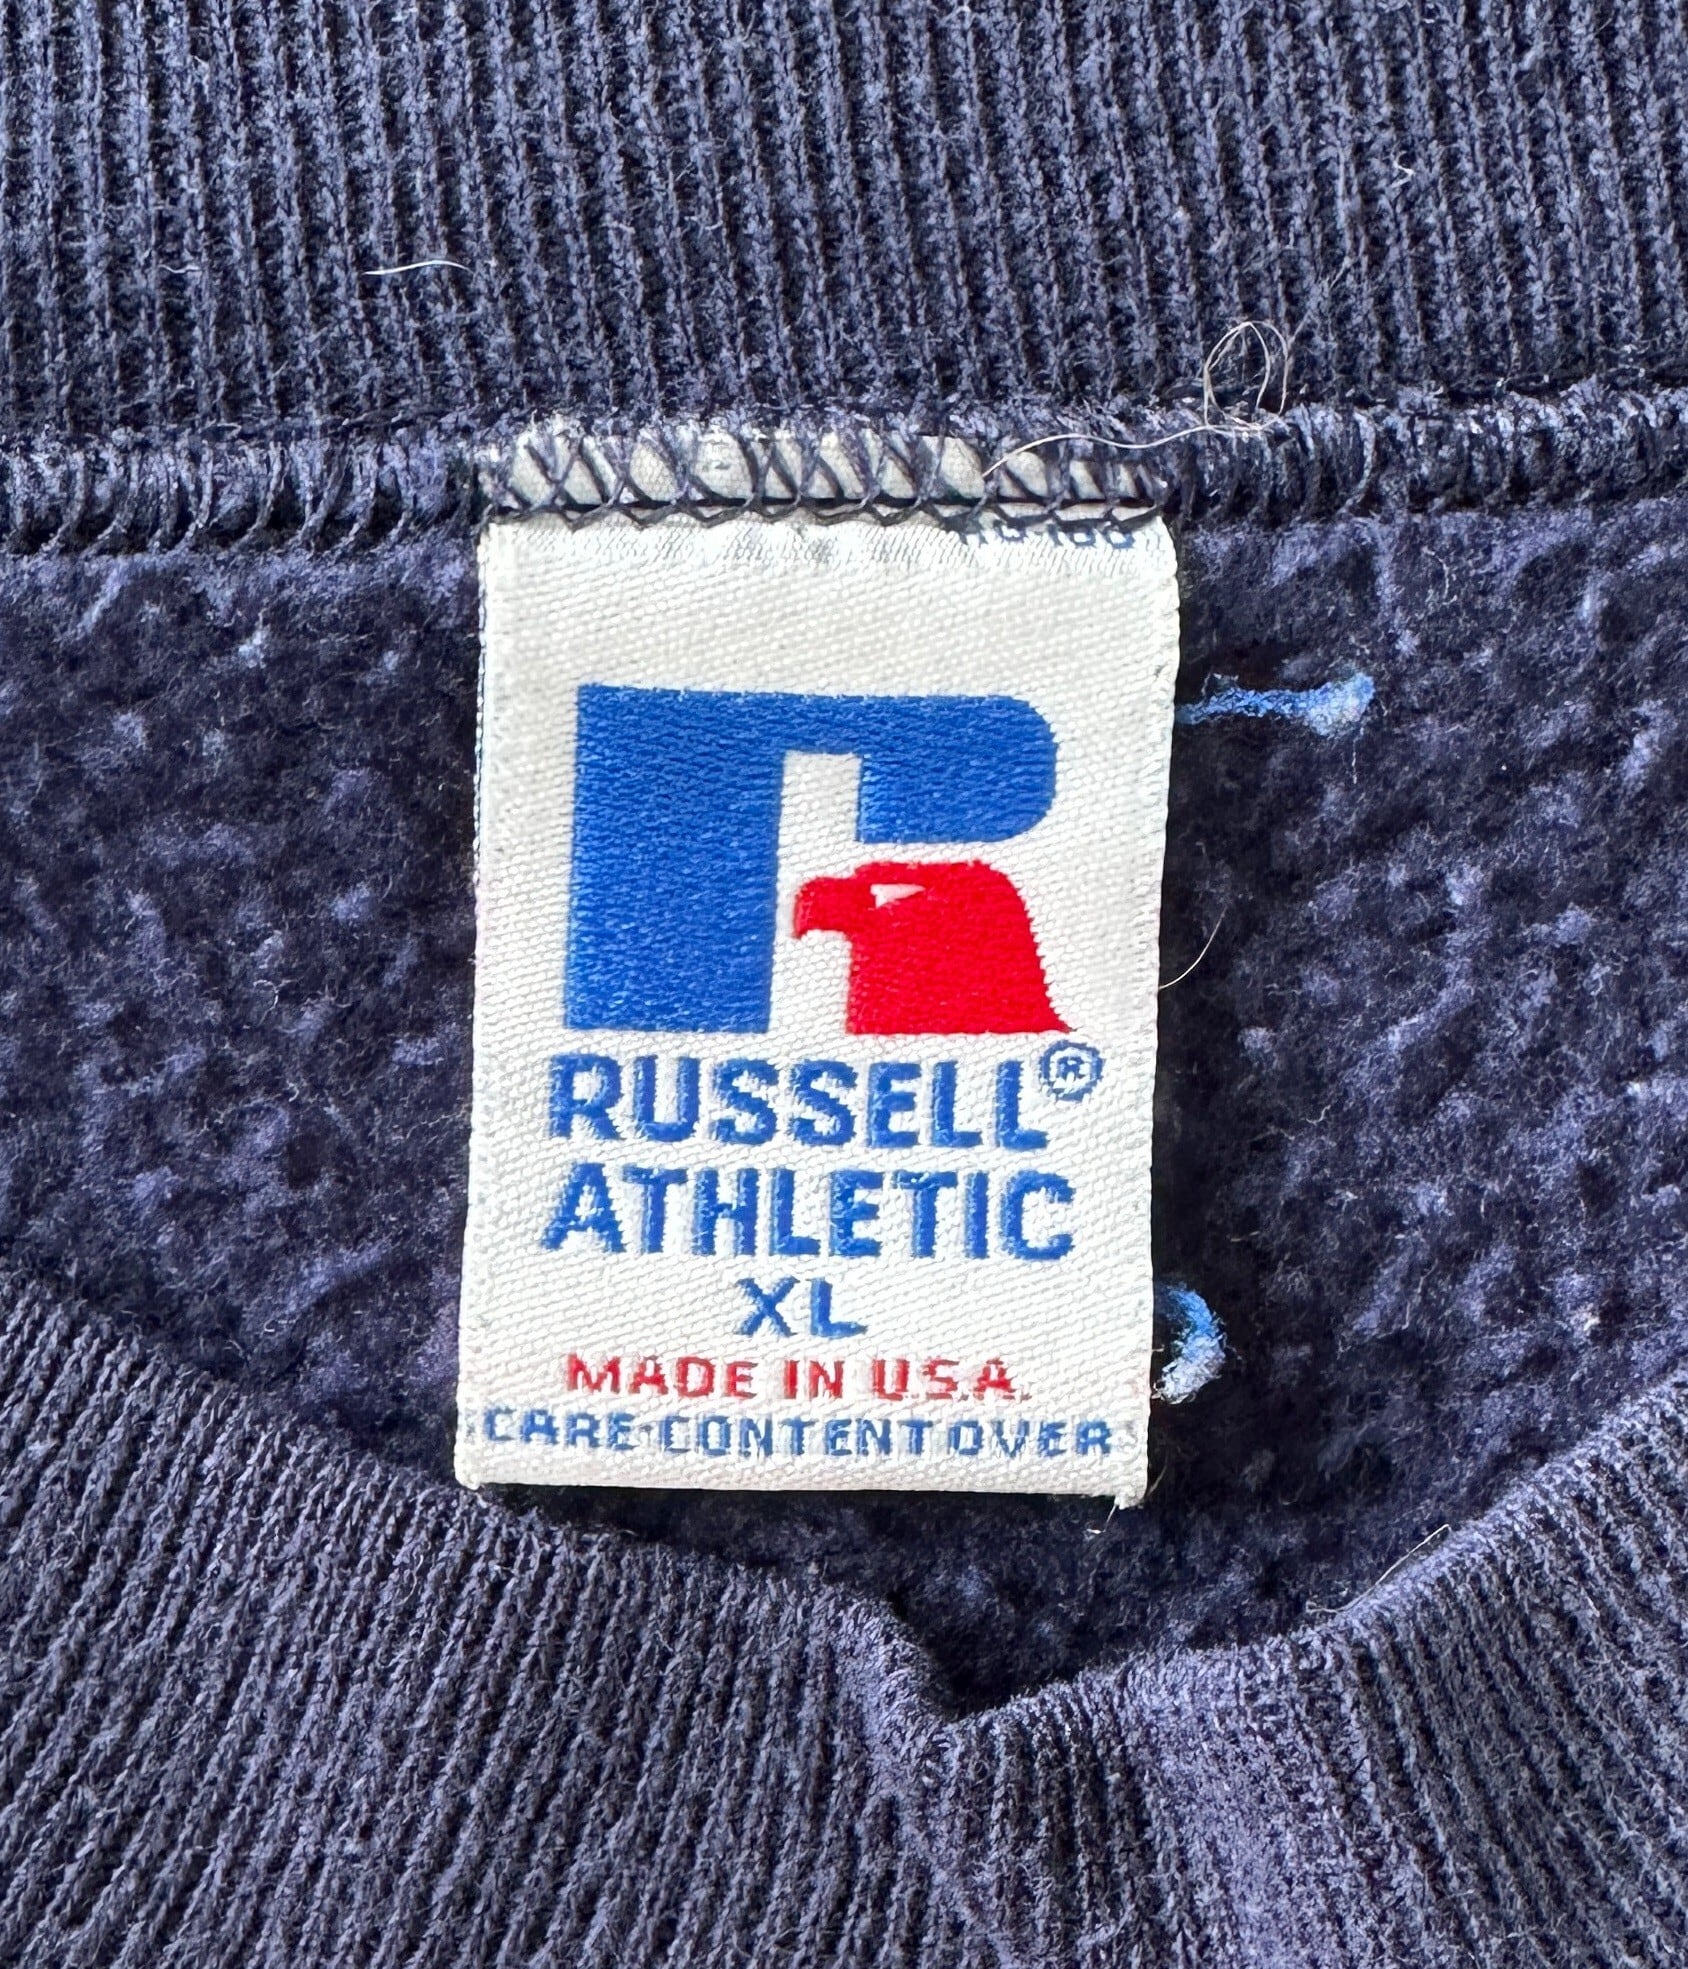 RUSSELL®
ATHLETIC
XL
MADE IN U.S.A.
CARE·CONTENT OVER